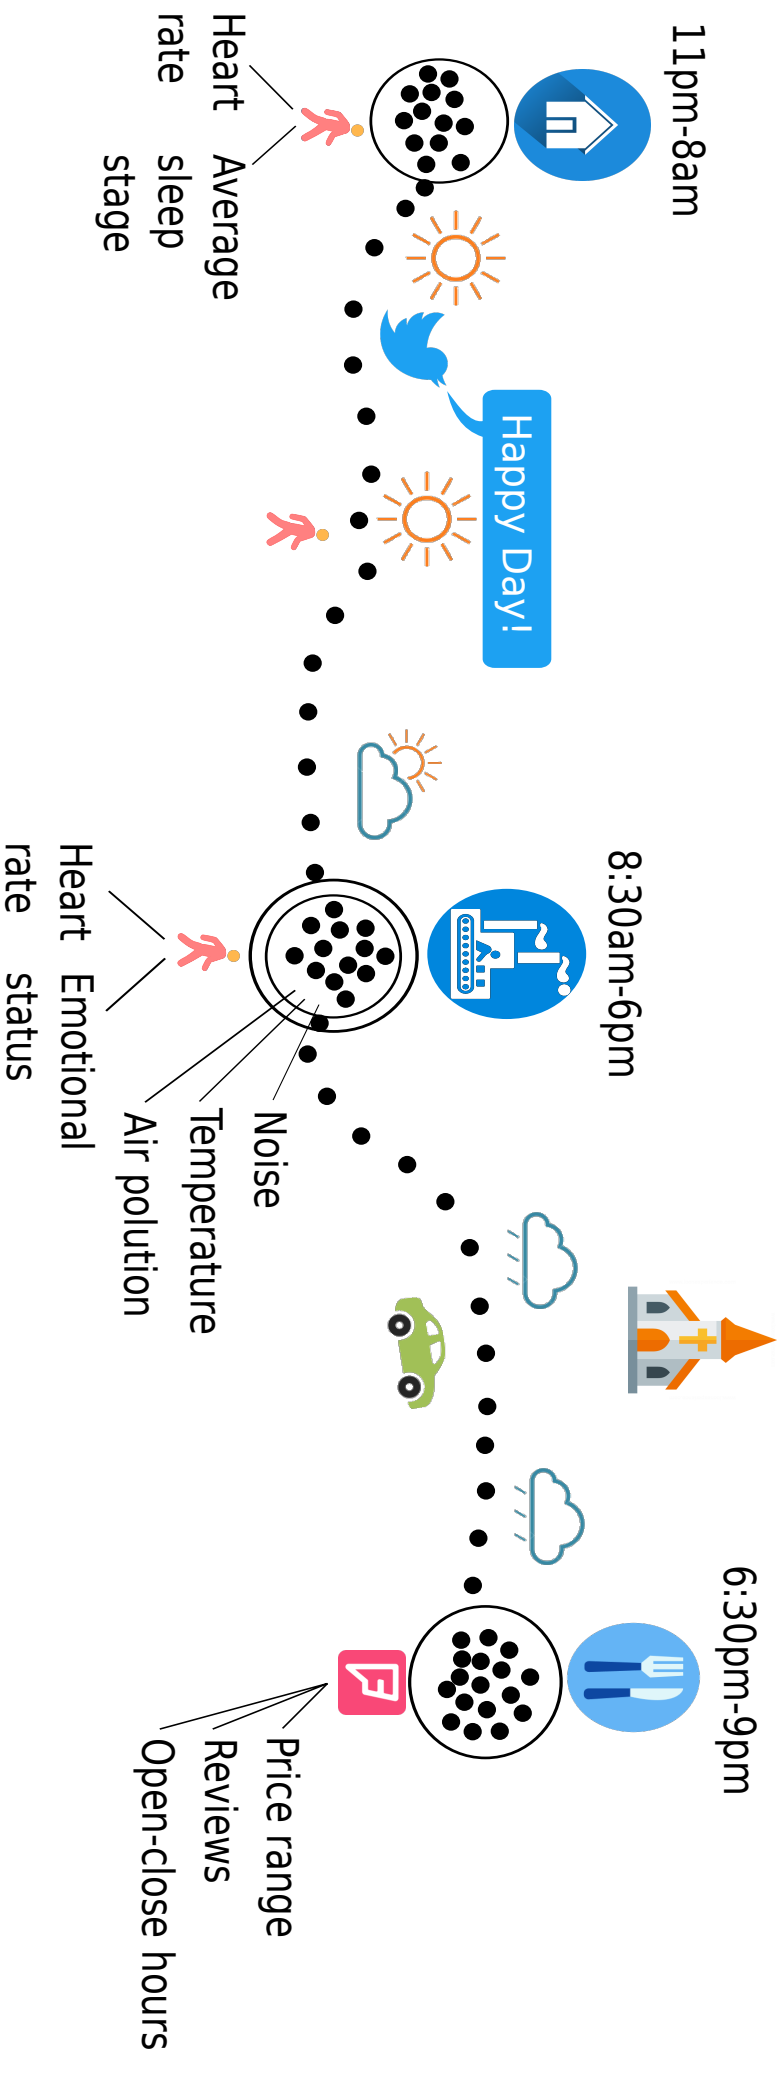 11pm-8am
8:30am-6pm
6:30pm-9pm
Happy Day!
Heart
rate
Average
sleep
stage
Heart
rate
Emotional
status
Noise
Temperature
Air polution
Price range
Reviews
Open-close hours